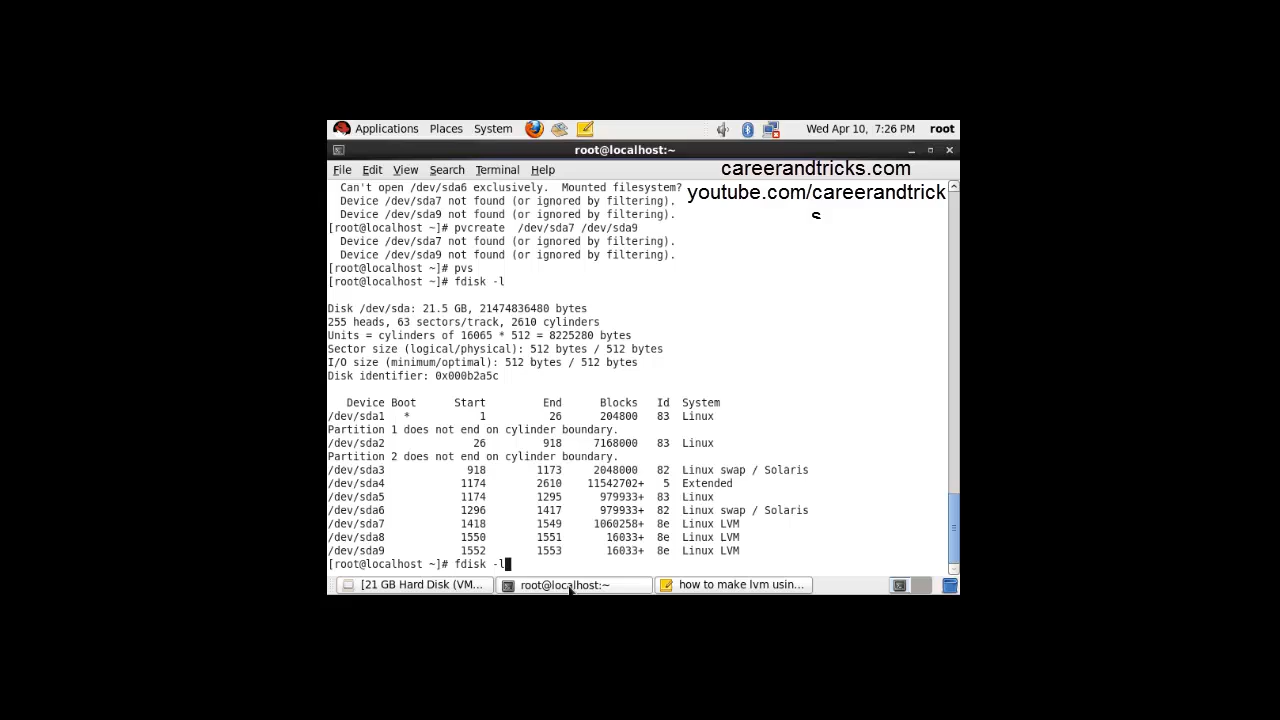 Applications Places System Wed Apr 10, 7:26 PM root
root@localhost:~
File Edit View Search Terminal Help
careerandtricks.com
youtube.com/careerandtrick
s
Can't open /dev/sda6 exclusively. Mounted filesystem?
Device /dev/sda7 not found (or ignored by filtering).
Device /dev/sda9 not found (or ignored by filtering).
[root@localhost ~]# pvcreate /dev/sda7 /dev/sda9
Device /dev/sda7 not found (or ignored by filtering).
Device /dev/sda9 not found (or ignored by filtering).
[root@localhost ~]# pvs
[root@localhost ~]# fdisk -l
Disk /dev/sda: 21.5 GB, 21474836480 bytes
255 heads, 63 sectors/track, 2610 cylinders
Units = cylinders of 16065 * 512 = 8225280 bytes
Sector size (logical/physical): 512 bytes / 512 bytes
I/O size (minimum/optimal): 512 bytes / 512 bytes
Disk identifier: 0x000b2a5c
Device Boot Start End Blocks Id System
/dev/sda1 * 1 26 204800 83 Linux
Partition 1 does not end on cylinder boundary.
/dev/sda2 26 918 7168000 83 Linux
Partition 2 does not end on cylinder boundary.
/dev/sda3 918 1173 2048000 82 Linux swap / Solaris
/dev/sda4 1174 2610 11542702+ 5 Extended
/dev/sda5 1174 1295 979933+ 83 Linux
/dev/sda6 1296 1417 979933+ 82 Linux swap / Solaris
/dev/sda7 1418 1549 1060258+ 8e Linux LVM
/dev/sda8 1550 1551 16033+ 8e Linux LVM
/dev/sda9 1552 1553 16033+ 8e Linux LVM
[root@localhost ~]# fdisk -l
[21 GB Hard Disk (VM... root@localhost:~ how to make lvm usin...